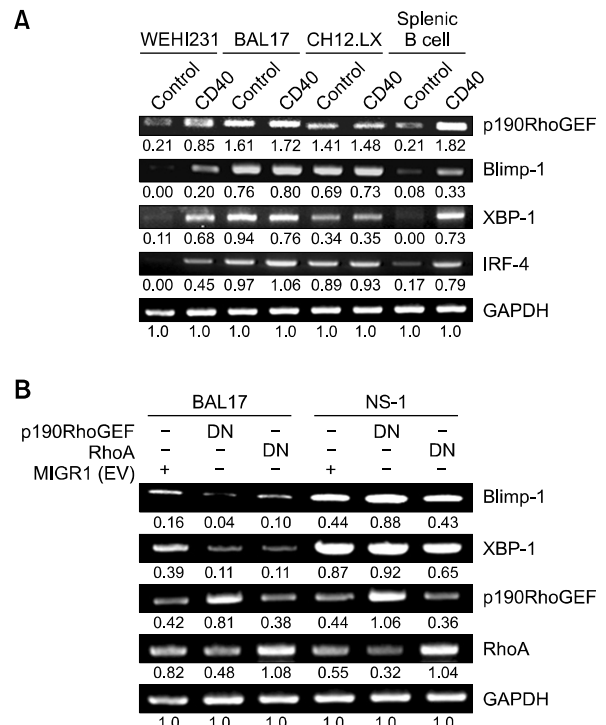 A
WEHI231 BAL17 CH12.LX Splenic B cell
Control CD40 Control CD40 Control CD40 Control CD40
p190RhoGEF
0.21 0.85 1.61 1.72 1.41 1.48 0.21 1.82
Blimp-1
0.00 0.20 0.76 0.80 0.69 0.73 0.08 0.33
XBP-1
0.11 0.68 0.94 0.76 0.34 0.35 0.00 0.73
IRF-4
0.00 0.45 0.97 1.06 0.89 0.93 0.17 0.79
GAPDH
1.0 1.0 1.0 1.0 1.0 1.0 1.0 1.0
B
BAL17 NS-1
p190RhoGEF – DN – – DN –
RhoA – – DN – – DN
MIGR1 (EV) + – – + – –
Blimp-1
0.16 0.04 0.10 0.44 0.88 0.43
XBP-1
0.39 0.11 0.11 0.87 0.92 0.65
p190RhoGEF
0.42 0.81 0.38 0.44 1.06 0.36
RhoA
0.82 0.48 1.08 0.55 0.32 1.04
GAPDH
1.0 1.0 1.0 1.0 1.0 1.0